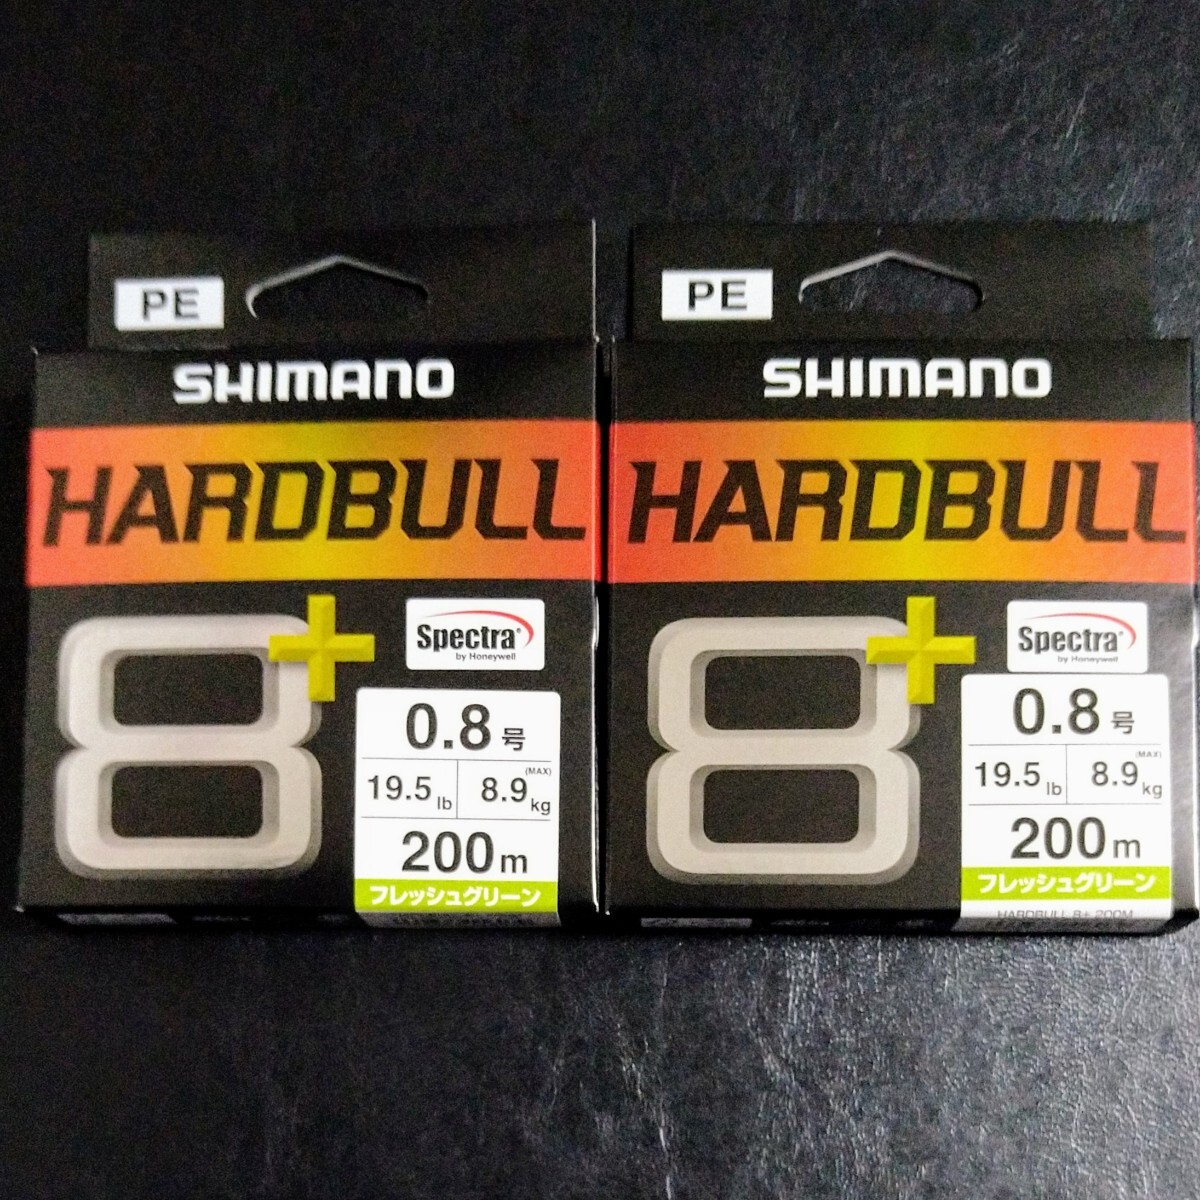 PE
SHIMANO
HARDBULL
8+
Spectra®
by Honeywell
0.8号
19.5lb
(MAX)
8.9kg
200m
フレッシュグリーン
PE
SHIMANO
HARDBULL
8+
Spectra®
by Honeywell
0.8号
19.5lb
(MAX)
8.9kg
200m
フレッシュグリーン
HARDBULL 8+ 200M